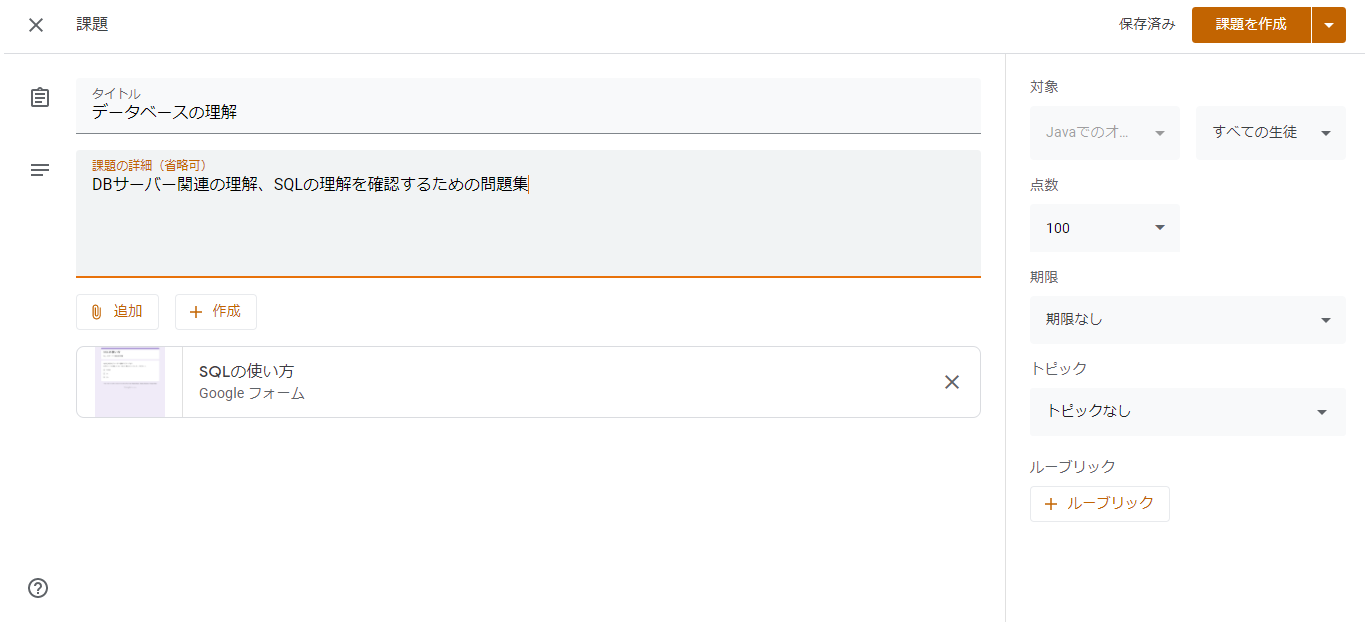 課題
保存済み
課題を作成
タイトル
データベースの理解
課題の詳細（省略可）
DBサーバー関連の理解、SQLの理解を確認するための問題集
追加
作成
SQLの使い方
Google フォーム
対象
Javaでのオ...
すべての生徒
点数
100
期限
期限なし
トピック
トピックなし
ルーブリック
ルーブリック